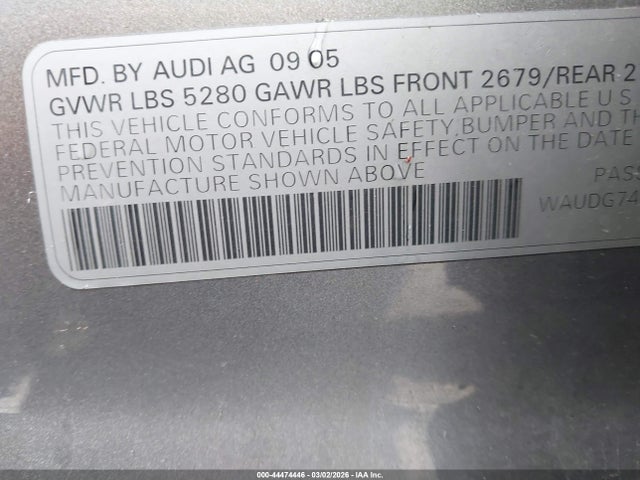 MFD. BY AUDI AG 09 05
GVWR LBS 5280 GAWR LBS FRONT 2679/REAR 2
THIS VEHICLE CONFORMS TO ALL APPLICABLE U S
FEDERAL MOTOR VEHICLE SAFETY, BUMPER AND TH
PREVENTION STANDARDS IN EFFECT ON THE DATE
MANUFACTURE SHOWN ABOVE
PASS
WAUDG74
000-44474446 — 03/02/2026 — IAA Inc.